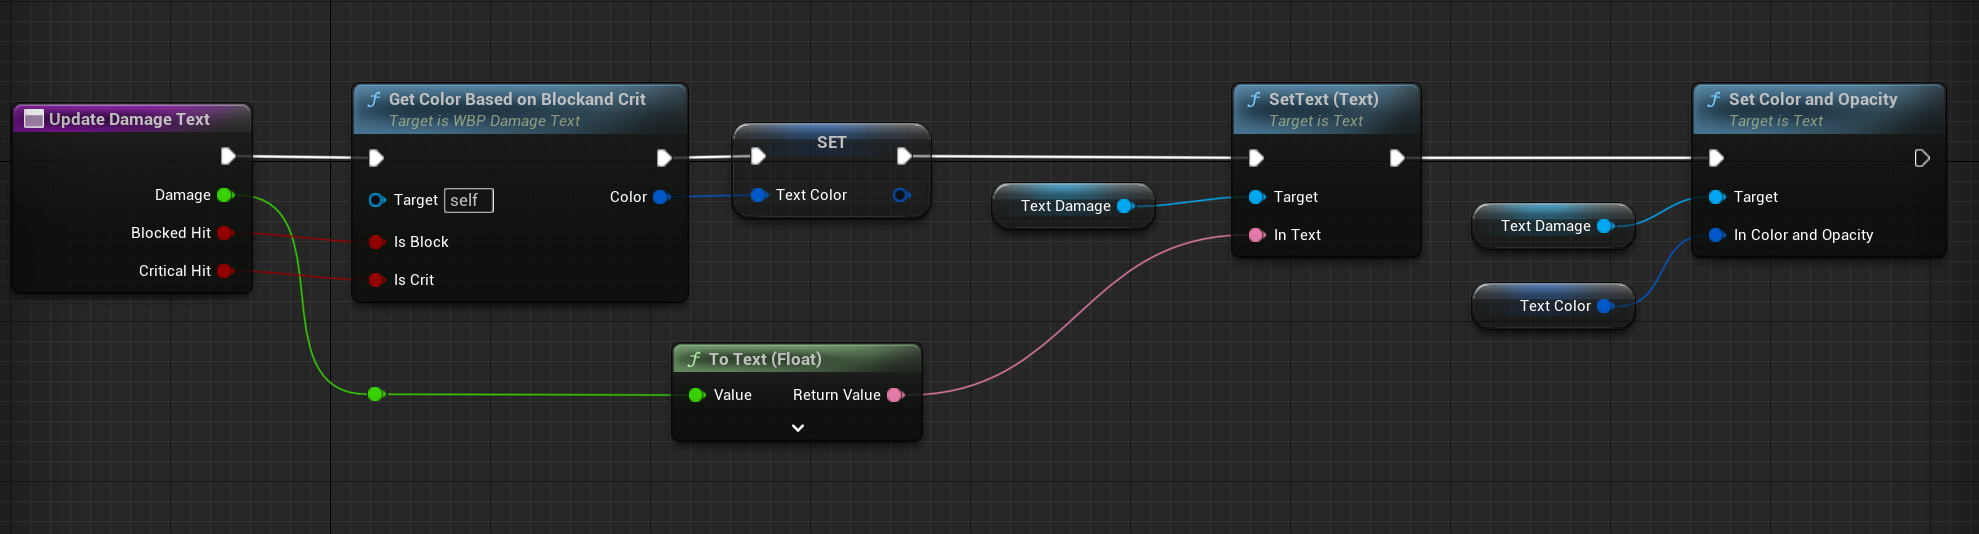 Update Damage Text
Damage
Blocked Hit
Critical Hit
f Get Color Based on Blockand Crit
Target is WBP Damage Text
Target self
Color
Is Block
Is Crit
SET
Text Color
f To Text (Float)
Value
Return Value
Text Damage
f SetText (Text)
Target is Text
Target
In Text
Text Damage
Text Color
f Set Color and Opacity
Target is Text
Target
In Color and Opacity